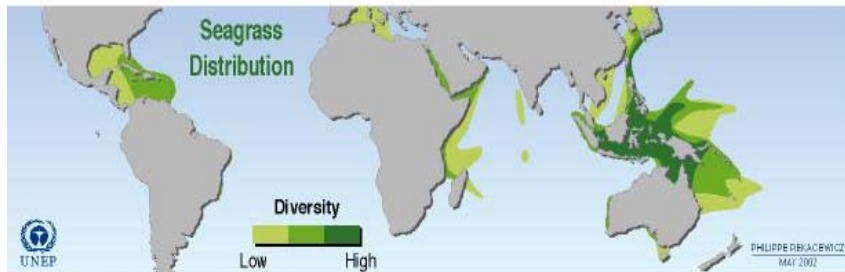 Seagrass
Distribution
Diversity
Low High
UNEP
PHILIPPE REKACEWICZ
MAY 2002